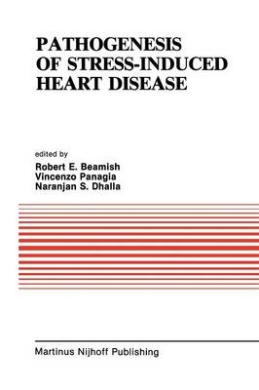 PATHOGENESIS
OF STRESS-INDUCED
HEART DISEASE
edited by
Robert E. Beamish
Vincenzo Panagia
Naranjan S. Dhalla
Martinus Nijhoff Publishing